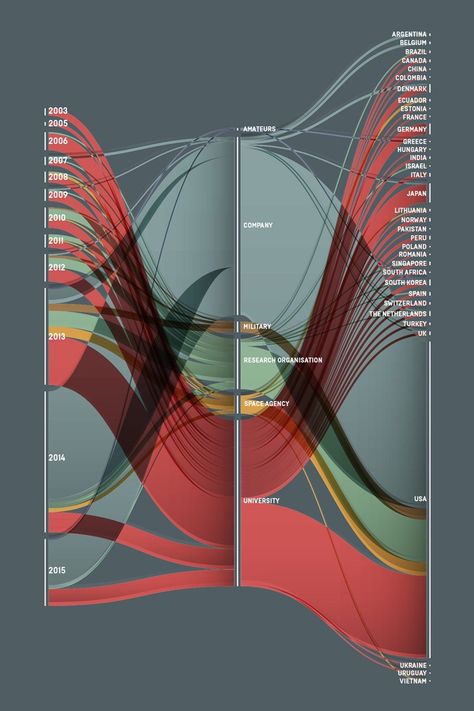 2003
2005
2006
2007
2008
2009
2010
2011
2012
2013
2014
2015
AMATEURS
COMPANY
MILITARY
RESEARCH ORGANISATION
SPACE AGENCY
UNIVERSITY
ARGENTINA
BELGIUM
BRAZIL
CANADA
CHINA
COLOMBIA
DENMARK
ECUADOR
ESTONIA
FRANCE
GERMANY
GREECE
HUNGARY
INDIA
ISRAEL
ITALY
JAPAN
LITHUANIA
NORWAY
PAKISTAN
PERU
POLAND
ROMANIA
SINGAPORE
SOUTH AFRICA
SOUTH KOREA
SPAIN
SWITZERLAND
THE NETHERLANDS
TURKEY
UK
USA
UKRAINE
URUGUAY
VIETNAM